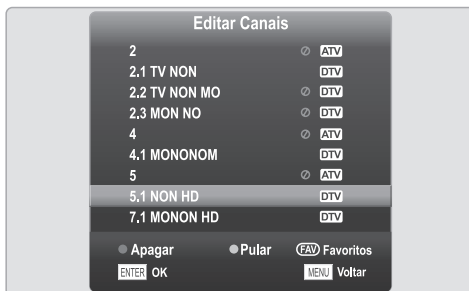 Editar Canais
2 ATV
2.1 TV NON DTV
2.2 TV NON MO DTV
2.3 MON NO DTV
4 ATV
4.1 MONONOM DTV
5 ATV
5.1 NON HD DTV
7.1 MONON HD DTV
Apagar Pular FAV Favoritos
ENTER OK MENU Voltar